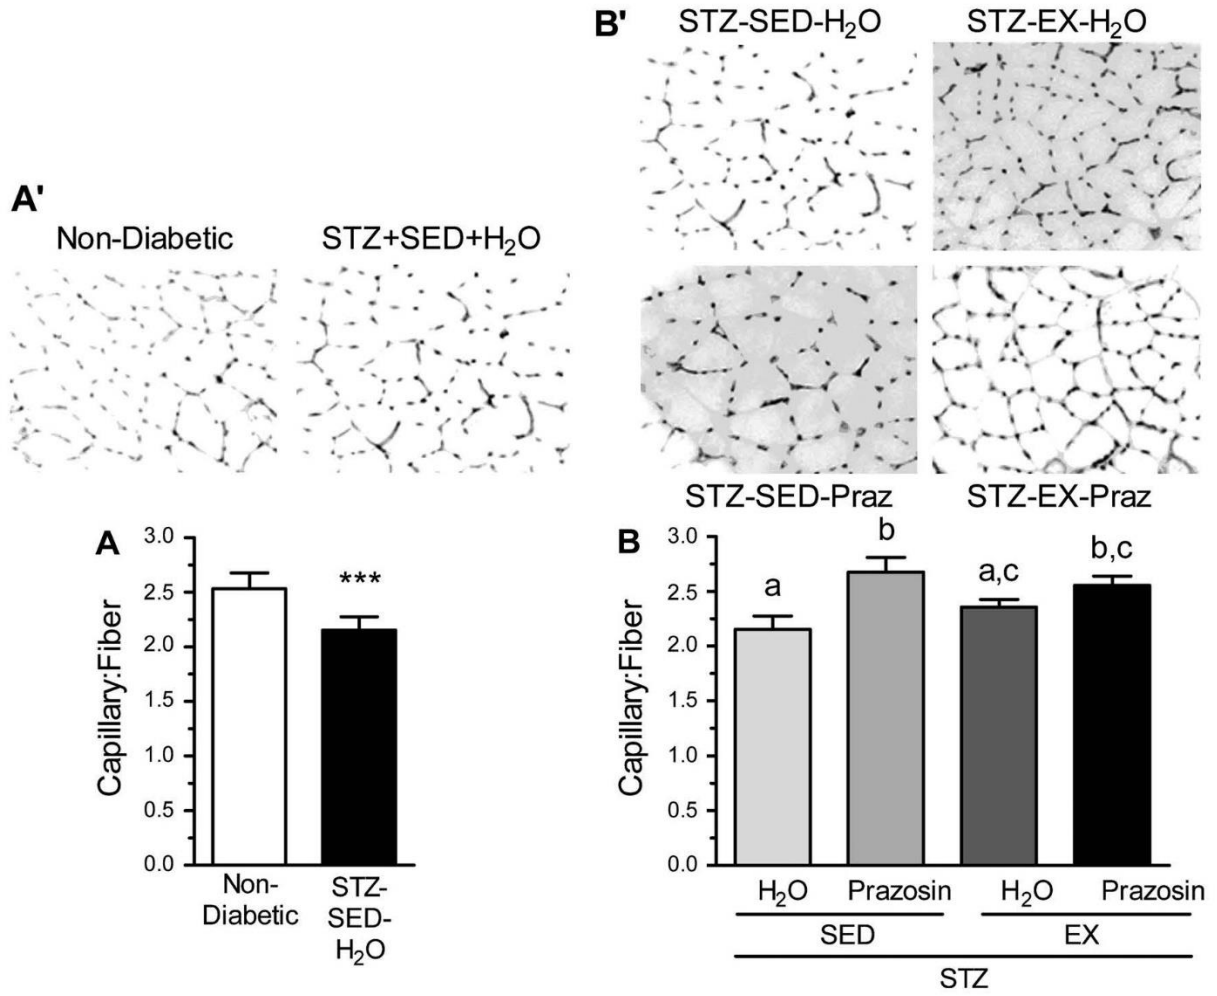 A'
Non-Diabetic
STZ+SED+H₂O
B'
STZ-SED-H₂O
STZ-EX-H₂O
STZ-SED-Praz
STZ-EX-Praz
A
Capillary:Fiber
3.0
2.5
2.0
1.5
1.0
0.5
0.0
***
Non-
Diabetic
STZ-
SED-
H₂O
B
Capillary:Fiber
3.0
2.5
2.0
1.5
1.0
0.5
0.0
a
b
a,c
b,c
H₂O
Prazosin
H₂O
Prazosin
SED
EX
STZ